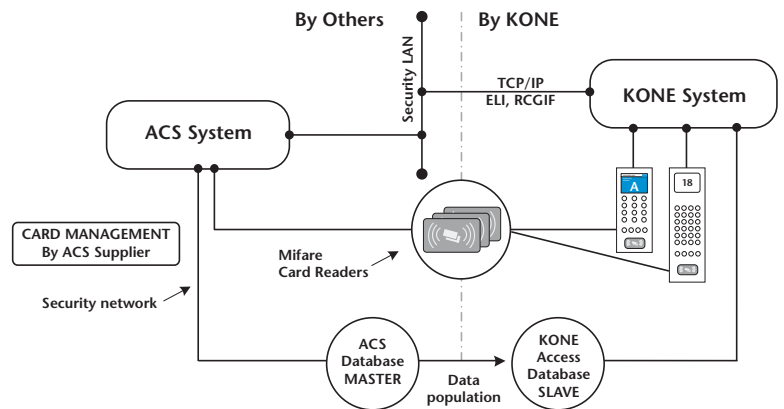 By Others
By KONE
Security LAN
TCP/IP
ELI, RCGIF
KONE System
ACS System
A
18
CARD MANAGEMENT
By ACS Supplier
Mifare
Card Readers
Security network
ACS
Database
MASTER
Data
population
KONE
Access
Database
SLAVE